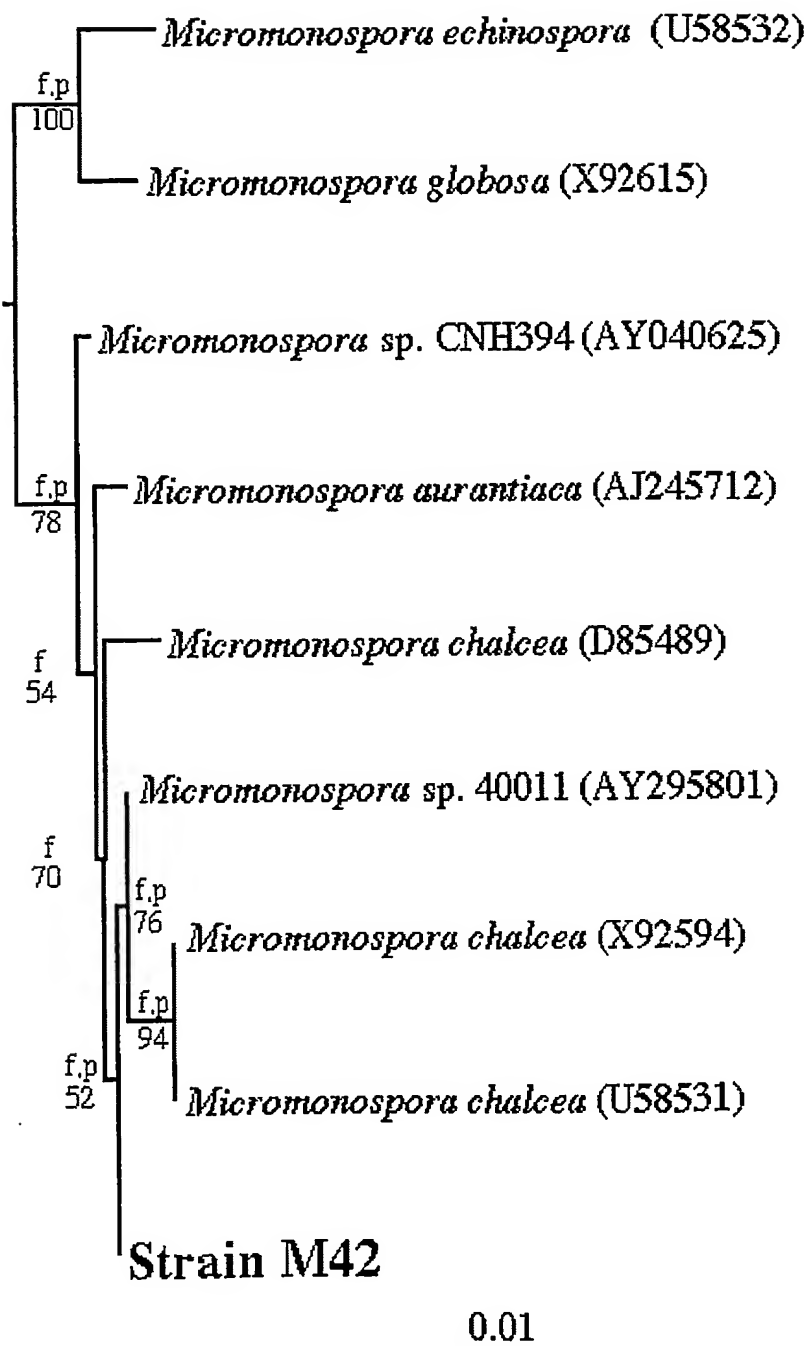 Micromonospora echinospora (U58532)
f.p
100
Micromonospora globosa (X92615)
Micromonospora sp. CNH394 (AY040625)
f.p
78
Micromonospora aurantiaca (AJ245712)
Micromonospora chalcea (D85489)
f
54
Micromonospora sp. 40011 (AY295801)
f
70
f.p
76
Micromonospora chalcea (X92594)
f.p
94
f.p
52
Micromonospora chalcea (U58531)
Strain M42
0.01